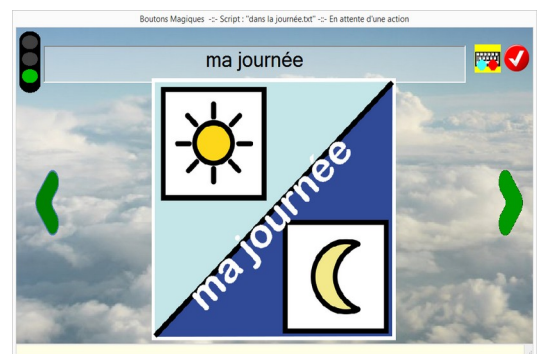 Boutons Magiques -:- Script : "dans la journée.txt" -:- En attente d'une action
ma journée
ma journée